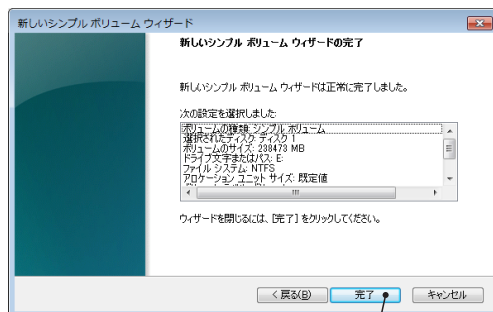 新しいシンプル ボリューム ウィザード
新しいシンプル ボリューム ウィザードの完了
新しいシンプル ボリューム ウィザードは正常に完了しました。
次の設定を選択しました:
ボリュームの種類: シンプル ボリューム
選択されたディスク: ディスク 1
ボリュームのサイズ: 238473 MB
ドライブ文字またはパス: E:
ファイル システム: NTFS
アロケーション ユニット サイズ: 既定値
ウィザードを閉じるには、[完了] をクリックしてください。
< 戻る(B)
完了
キャンセル